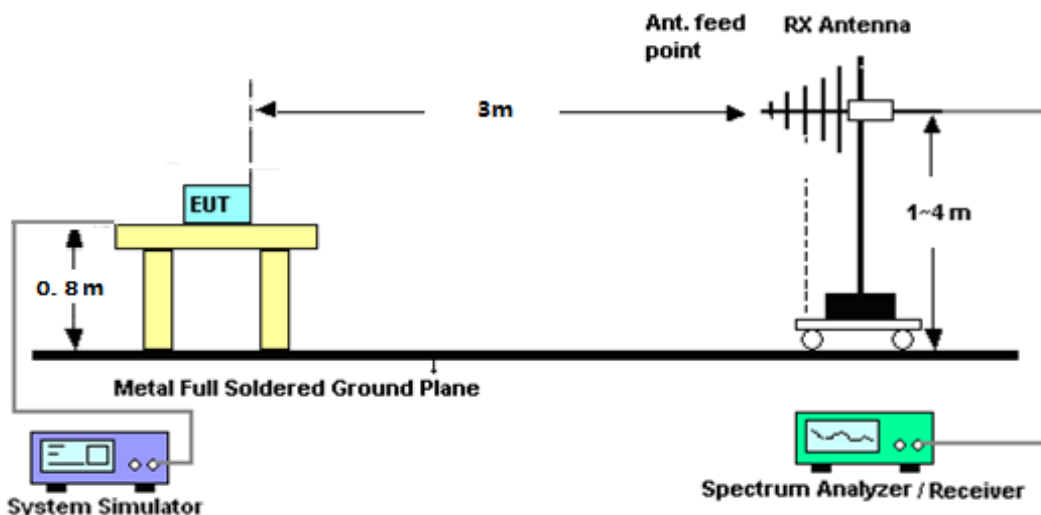 Ant. feed
point
RX Antenna
3m
EUT
1~4 m
0. 8 m
Metal Full Soldered Ground Plane
System Simulator
Spectrum Analyzer / Receiver